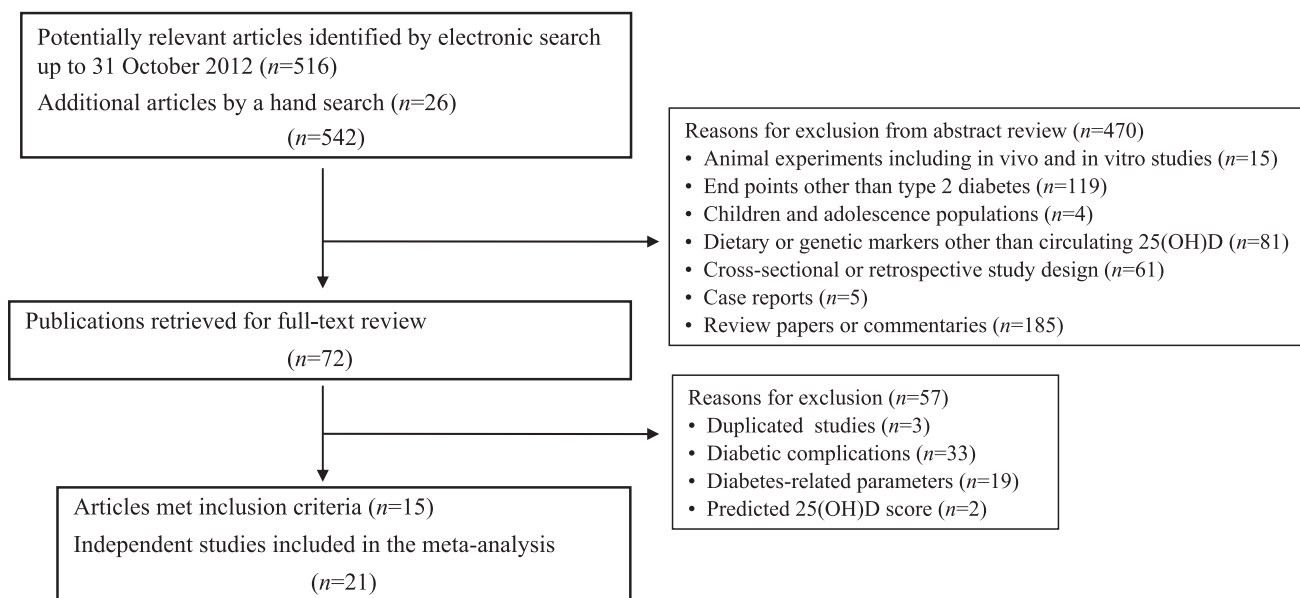 Potentially relevant articles identified by electronic search
up to 31 October 2012 (n=516)
Additional articles by a hand search (n=26)
(n=542)
Reasons for exclusion from abstract review (n=470)
• Animal experiments including in vivo and in vitro studies (n=15)
• End points other than type 2 diabetes (n=119)
• Children and adolescence populations (n=4)
• Dietary or genetic markers other than circulating 25(OH)D (n=81)
• Cross-sectional or retrospective study design (n=61)
• Case reports (n=5)
• Review papers or commentaries (n=185)
Publications retrieved for full-text review
(n=72)
Reasons for exclusion (n=57)
• Duplicated studies (n=3)
• Diabetic complications (n=33)
• Diabetes-related parameters (n=19)
• Predicted 25(OH)D score (n=2)
Articles met inclusion criteria (n=15)
Independent studies included in the meta-analysis
(n=21)